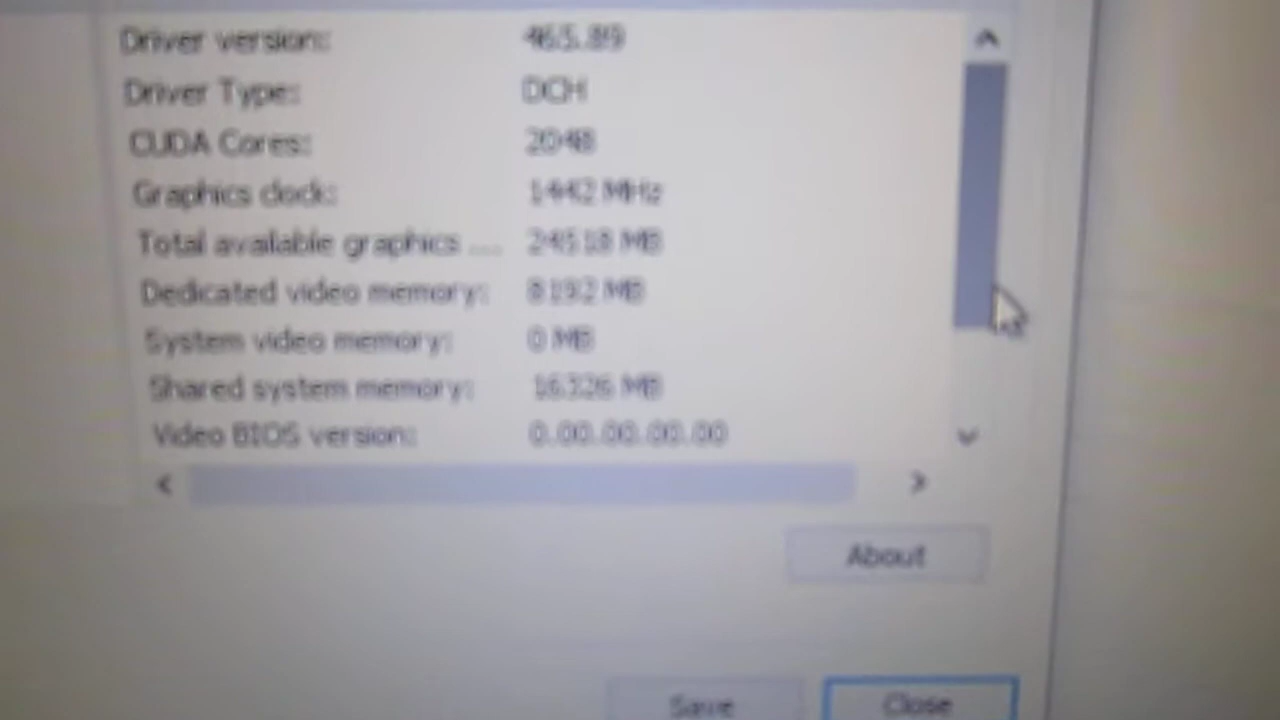 Driver version: 465.89
Driver Type: DCH
CUDA Cores: 2048
Graphics clock: 1442 MHz
Total available graphics .... 24518 MB
Dedicated video memory: 8192 MB
System video memory: 0 MB
Shared system memory: 16326 MB
Video BIOS version: 0.00.00.00.00
About
Save
Close